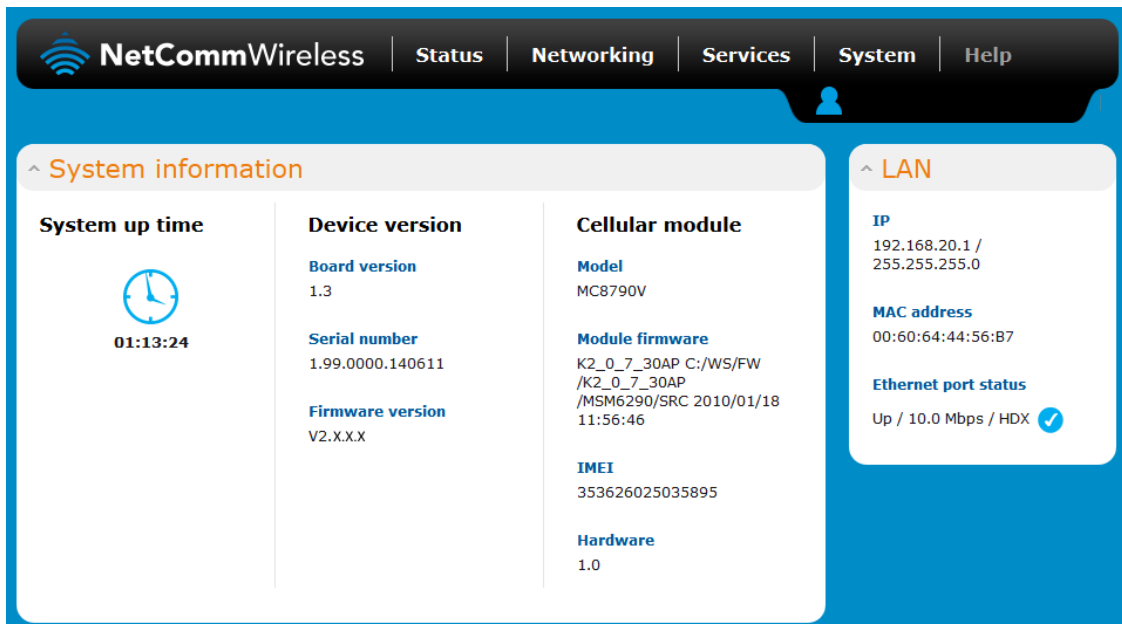 NetCommWireless
Status
Networking
Services
System
Help
System information
System up time
01:13:24
Device version
Board version
1.3
Serial number
1.99.0000.140611
Firmware version
V2.X.X.X
Cellular module
Model
MC8790V
Module firmware
K2_0_7_30AP C:/WS/FW
/K2_0_7_30AP
/MSM6290/SRC 2010/01/18
11:56:46
IMEI
353626025035895
Hardware
1.0
LAN
IP
192.168.20.1 /
255.255.255.0
MAC address
00:60:64:44:56:B7
Ethernet port status
Up / 10.0 Mbps / HDX